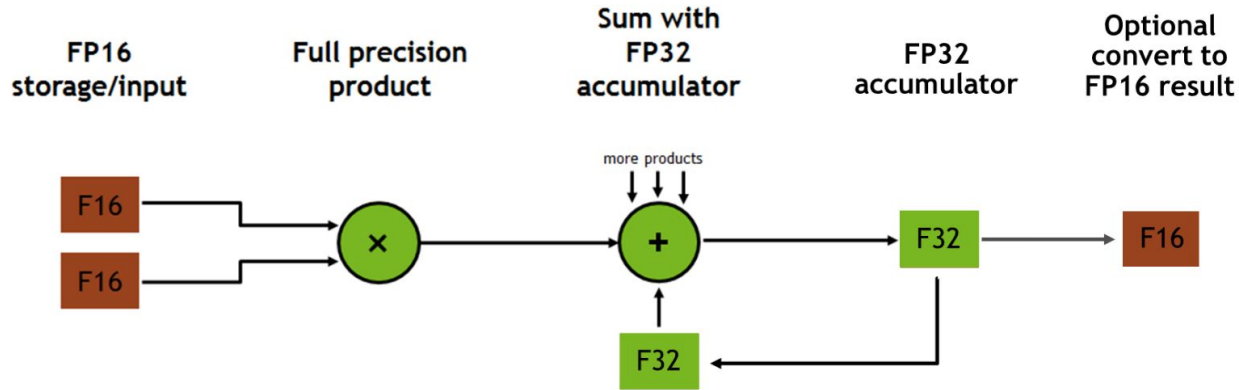 FP16
storage/input
Full precision
product
Sum with
FP32
accumulator
FP32
accumulator
Optional
convert to
FP16 result
more products
F16
F16
×
+
F32
F16
F32